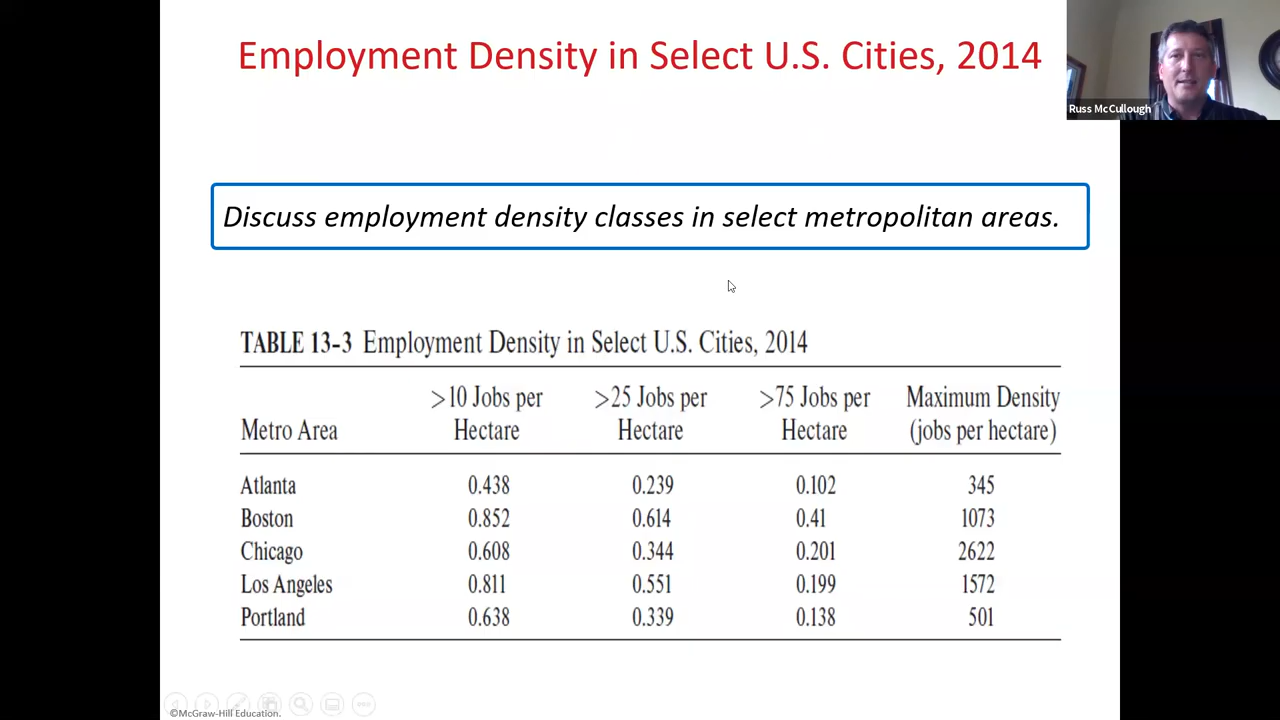 Employment Density in Select U.S. Cities, 2014
Russ McCullough
Discuss employment density classes in select metropolitan areas.
TABLE 13-3 Employment Density in Select U.S. Cities, 2014
Metro Area >10 Jobs per Hectare >25 Jobs per Hectare >75 Jobs per Hectare Maximum Density (jobs per hectare)
Atlanta 0.438 0.239 0.102 345
Boston 0.852 0.614 0.41 1073
Chicago 0.608 0.344 0.201 2622
Los Angeles 0.811 0.551 0.199 1572
Portland 0.638 0.339 0.138 501
©McGraw-Hill Education.